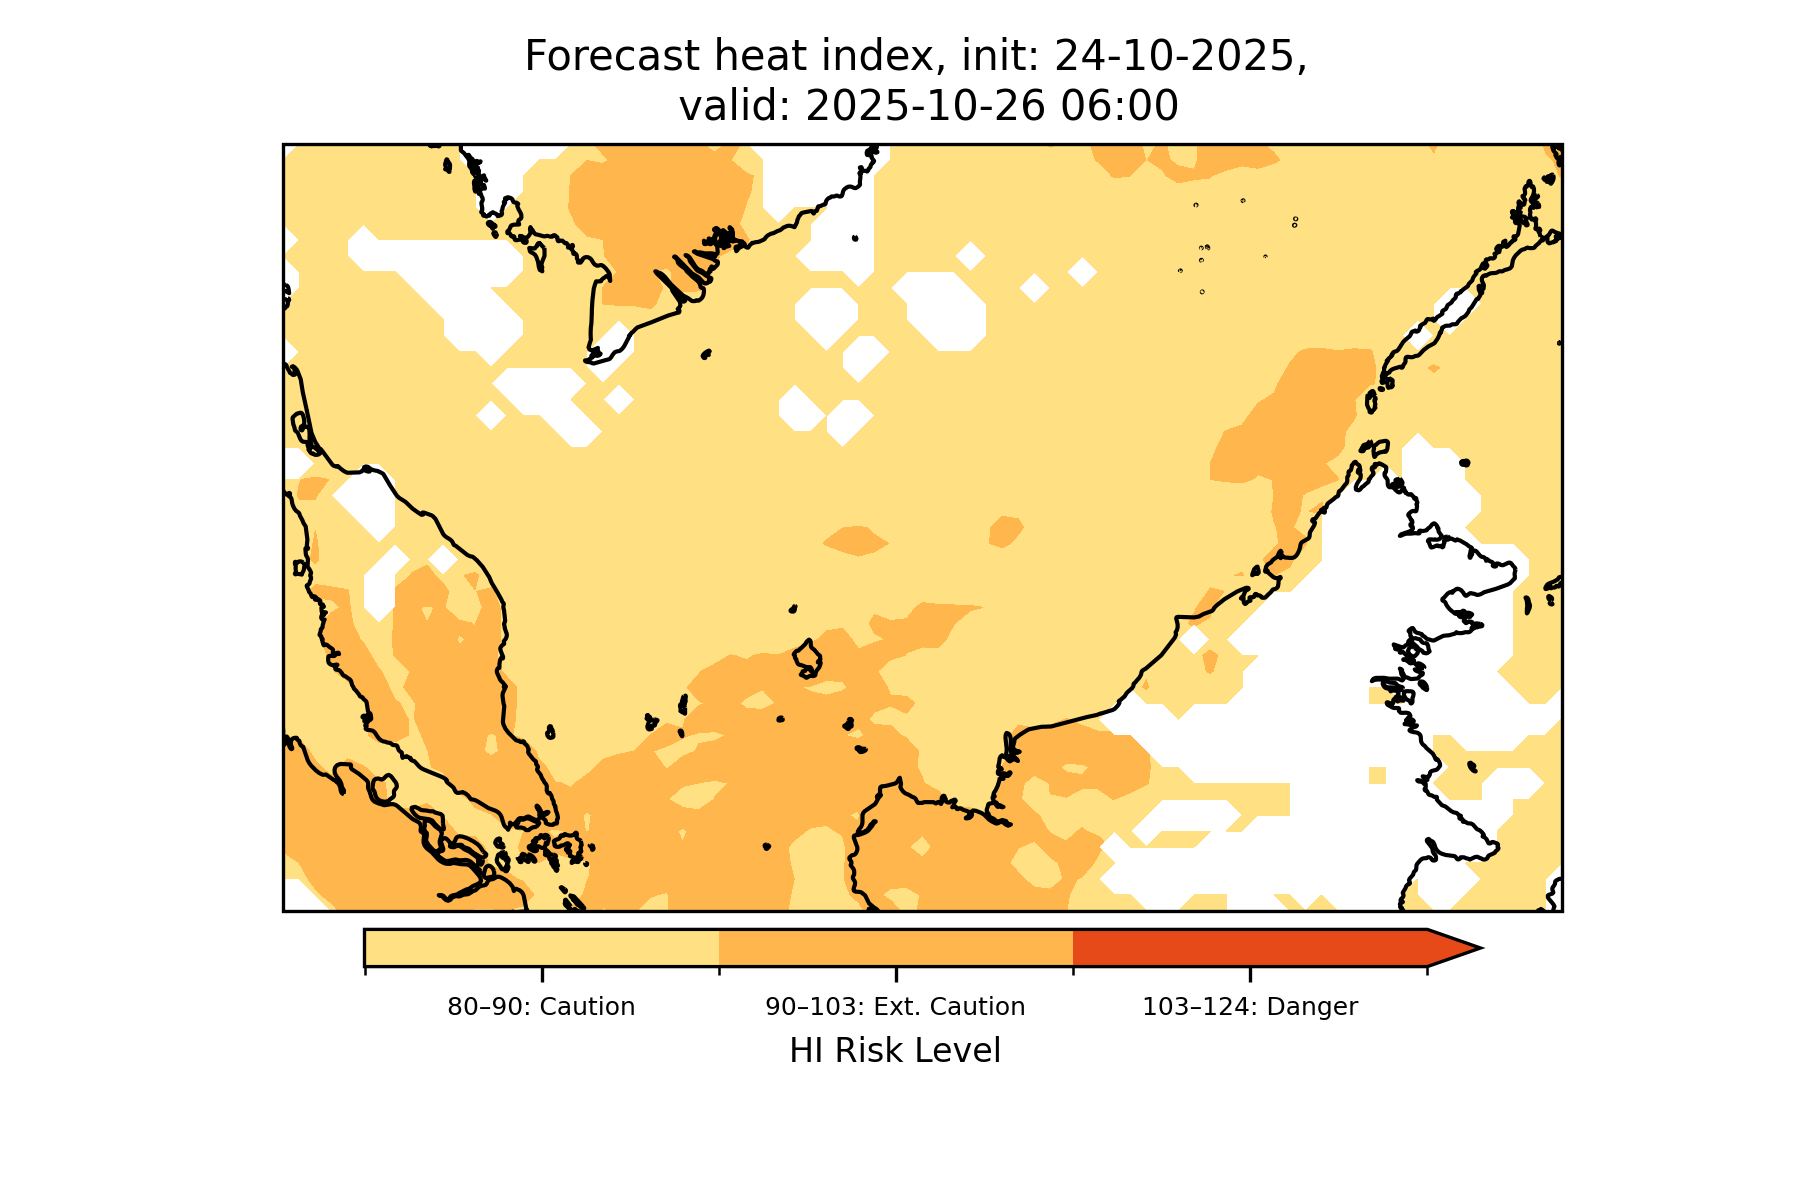 Forecast heat index, init: 24-10-2025,
valid: 2025-10-26 06:00
80–90: Caution
90–103: Ext. Caution
103–124: Danger
HI Risk Level